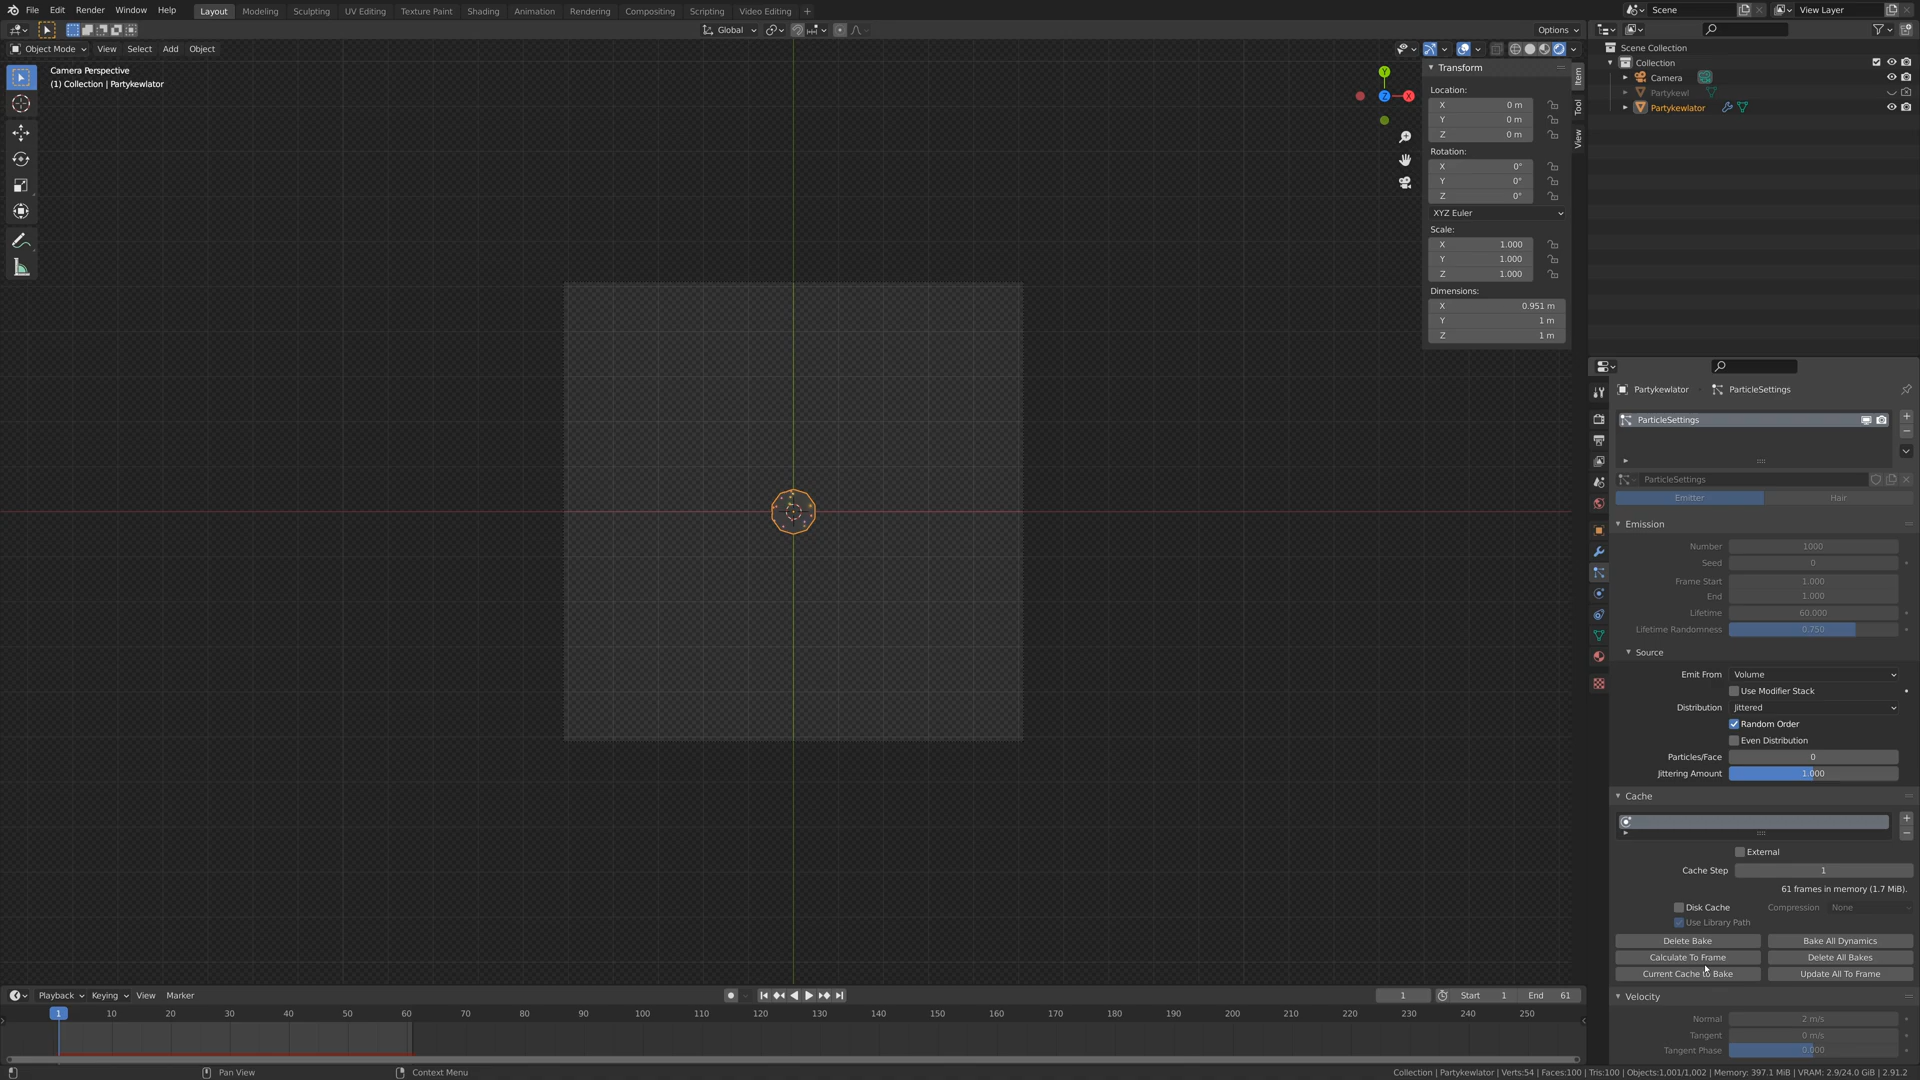 File Edit Render Window Help Layout Modeling Sculpting UV Editing Texture Paint Shading Animation Rendering Compositing Scripting Video Editing + Scene View Layer
Global Options
Object Mode View Select Add Object
Camera Perspective
(1) Collection | Partykewlator
Y
Z
X
Transform
Location:
X 0 m
Y 0 m
Z 0 m
Rotation:
X 0°
Y 0°
Z 0°
XYZ Euler
Scale:
X 1.000
Y 1.000
Z 1.000
Dimensions:
X 0.951 m
Y 1 m
Z 1 m
Item
Tool
View
Scene Collection
Collection
Camera
Partykewl
Partykewlator
Partykewlator ParticleSettings
ParticleSettings
ParticleSettings
Emitter Hair
Emission
Number 1000
Seed 0
Frame Start 1.000
End 1.000
Lifetime 60.000
Lifetime Randomness 0.750
Source
Emit From Volume
Use Modifier Stack
Distribution Jittered
Random Order
Even Distribution
Particles/Face 0
Jittering Amount 1.000
Cache
External
Cache Step 1
61 frames in memory (1.7 MiB).
Disk Cache Compression None
Use Library Path
Delete Bake Bake All Dynamics
Calculate To Frame Delete All Bakes
Current Cache to Bake Update All To Frame
Velocity
Normal 2 m/s
Tangent 0 m/s
Tangent Phase 0.000
Playback Keying View Marker 1 Start 1 End 61
1 10 20 30 40 50 60 70 80 90 100 110 120 130 140 150 160 170 180 190 200 210 220 230 240 250
Pan View Context Menu Collection | Partykewlator | Verts:54 | Faces:100 | Tris:100 | Objects:1,001/1,002 | Memory: 397.1 MiB | VRAM: 2.9/24.0 GiB | 2.91.2